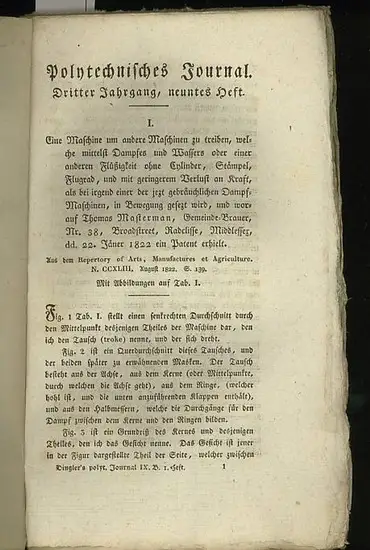 Polytechnisches Journal.
Dritter Jahrgang, neuntes Heft.
I.
Eine Maschine um andere Maschinen zu treiben, wel-
che mittelst Dampfes und Wassers oder einer
anderen Flüßigkeit ohne Cylinder, Stämpel,
Flugrad, und mit geringerem Verlust an Kraft,
als bei irgend einer der jezt gebräuchlichen Dampf-
Maschinen, in Bewegung gesezt wird, und wor-
auf Thomas Masterman, Gemeinde-Brauer,
Nr. 38, Broadstreet, Radclisse, Middlessex,
dd. 22. Jäner 1822 ein Patent erhielt.
Aus dem Repertory of Arts, Manufactures et Agriculture.
N. CCXLIII, August 1822. S. 139.
Mit Abbildungen auf Tab. I.
Fig. 1 Tab. I. stellt einen senkrechten Durchschnitt durch
den Mittelpunkt desjenigen Theiles der Maschine dar, den
ich den Tausch (troke) nenne, und der sich dreht.
Fig. 2 ist ein Querdurchschnitt dieses Tausches, und
der beiden später zu erwähnenden Masken. Der Tausch
besteht aus der Achse, aus dem Kerne (oder Mittelpunkte,
durch welchen die Achse geht), aus dem Ringe, (welcher
hohl ist, und die unten anzuführenden Klappen enthält),
und aus den Halbmessern, welche die Durchgänge für den
Dampf zwischen dem Kerne und den Ringen bilden.
Fig. 3 ist ein Grundriß des Kernes und desjenigen
Theiles, den ich das Gesicht nenne. Das Gesicht ist jener
in der Figur dargestellte Theil der Seite, welcher zwischen
Dingler's polyt. Journal IX. B. 1. Heft. 1